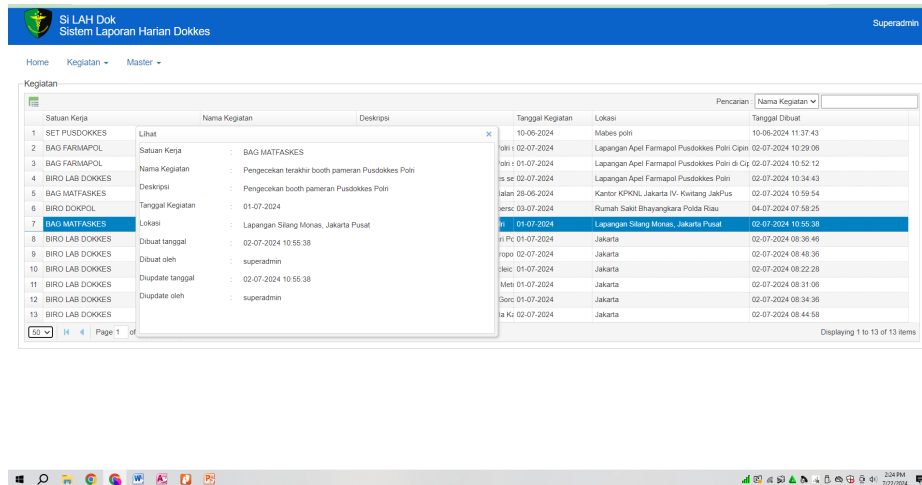 Si LAH Dok
Sistem Laporan Harian Dokkes
Superadmin
Home Kegiatan Master
Kegiatan
Pencarian : Nama Kegiatan
Satuan Kerja Nama Kegiatan Deskripsi Tanggal Kegiatan Lokasi Tanggal Dibuat
1 SET PUSDOKKES 10-06-2024 Mabes polri 10-06-2024 11:37:43
2 BAG FARMAPOL 02-07-2024 Lapangan Apel Farmapol Pusdokkes Polri Cipin 02-07-2024 10:29:06
3 BAG FARMAPOL 01-07-2024 Lapangan Apel Farmapol Pusdokkes Polri di Cip 02-07-2024 10:52:12
4 BIRO LAB DOKKES 02-07-2024 Lapangan Apel Farmapol Pusdokkes Polri 02-07-2024 10:34:43
5 BAG MATFASKES 28-06-2024 Kantor KPKNL Jakarta IV- Kwitang JakPus 02-07-2024 10:59:54
6 BIRO DOKPOL 03-07-2024 Rumah Sakit Bhayangkara Polda Riau 04-07-2024 07:58:25
7 BAG MATFASKES 01-07-2024 Lapangan Silang Monas, Jakarta Pusat 02-07-2024 10:55:38
8 BIRO LAB DOKKES 01-07-2024 Jakarta 02-07-2024 08:36:46
9 BIRO LAB DOKKES 02-07-2024 Jakarta 02-07-2024 08:48:36
10 BIRO LAB DOKKES 01-07-2024 Jakarta 02-07-2024 08:22:28
11 BIRO LAB DOKKES 01-07-2024 Jakarta 02-07-2024 08:31:06
12 BIRO LAB DOKKES 01-07-2024 Jakarta 02-07-2024 08:34:36
13 BIRO LAB DOKKES 02-07-2024 Jakarta 02-07-2024 08:44:58
Lihat ×
Satuan Kerja : BAG MATFASKES
Nama Kegiatan : Pengecekan terakhir booth pameran Pusdokkes Polri
Deskripsi : Pengecekan booth pameran Pusdokkes Polri
Tanggal Kegiatan : 01-07-2024
Lokasi : Lapangan Silang Monas, Jakarta Pusat
Dibuat tanggal : 02-07-2024 10:55:38
Dibuat oleh : superadmin
Diupdate tanggal : 02-07-2024 10:55:38
Diupdate oleh : superadmin
50 Page 1 of
Displaying 1 to 13 of 13 items
2:24 PM
7/22/2024